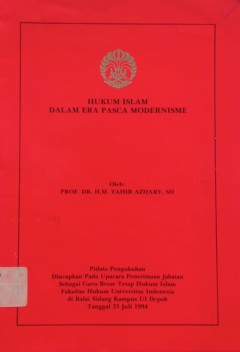 HUKUM ISLAM
DALAM ERA PASCA MODERNISME
Oleh:
PROF. DR. H.M. TAHIR AZHARY, SH
Pidato Pengukuhan
Diucapkan Pada Upacara Penerimaan Jabatan
Sebagai Guru Besar Tetap Hukum Islam
Fakultas Hukum Universitas Indonesia
di Balai Sidang Kampus UI Depok
Tanggal 23 Juli 1994